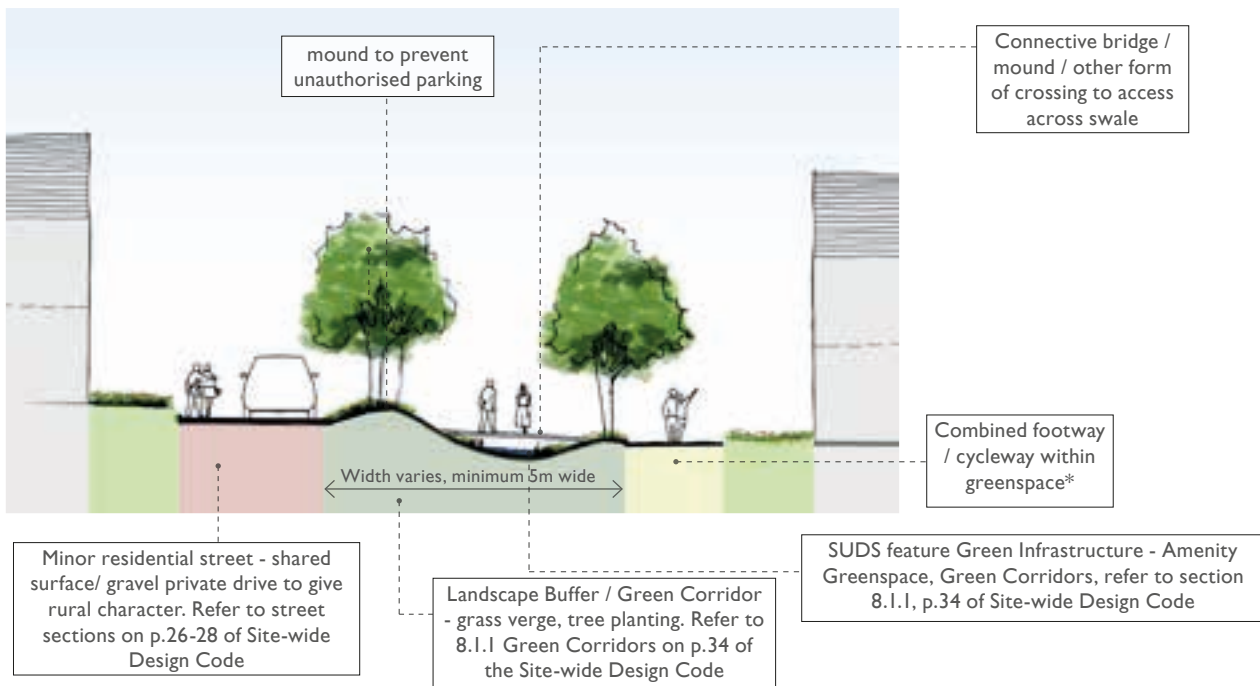 mound to prevent
unauthorised parking
Connective bridge /
mound / other form
of crossing to access
across swale
Combined footway
/ cycleway within
greenspace*
Width varies, minimum 5m wide
Minor residential street - shared
surface/ gravel private drive to give
rural character. Refer to street
sections on p.26-28 of Site-wide
Design Code
Landscape Buffer / Green Corridor
- grass verge, tree planting. Refer to
8.1.1 Green Corridors on p.34 of
the Site-wide Design Code
SUDS feature Green Infrastructure - Amenity
Greenspace, Green Corridors, refer to section
8.1.1, p.34 of Site-wide Design Code